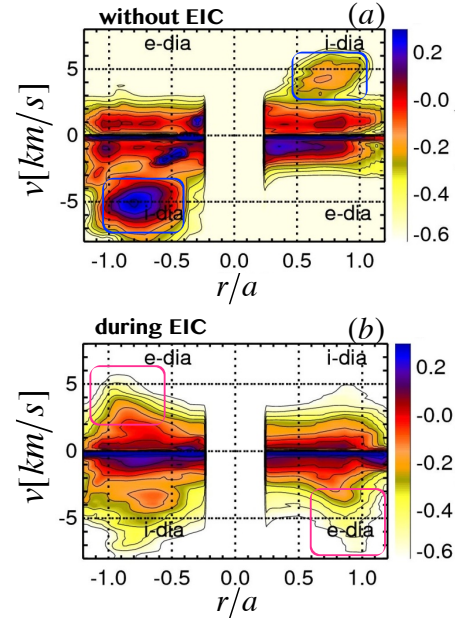 without EIC (a)
e-dia i-dia
0.2
-0.0
-0.2
-0.4
-0.6
5
0
-5
v[km/s]
i-dia e-dia
-1.0 -0.5 0.0 0.5 1.0
r/a
during EIC (b)
e-dia i-dia
0.2
-0.0
-0.2
-0.4
-0.6
5
0
-5
v[km/s]
i-dia e-dia
-1.0 -0.5 0.0 0.5 1.0
r/a